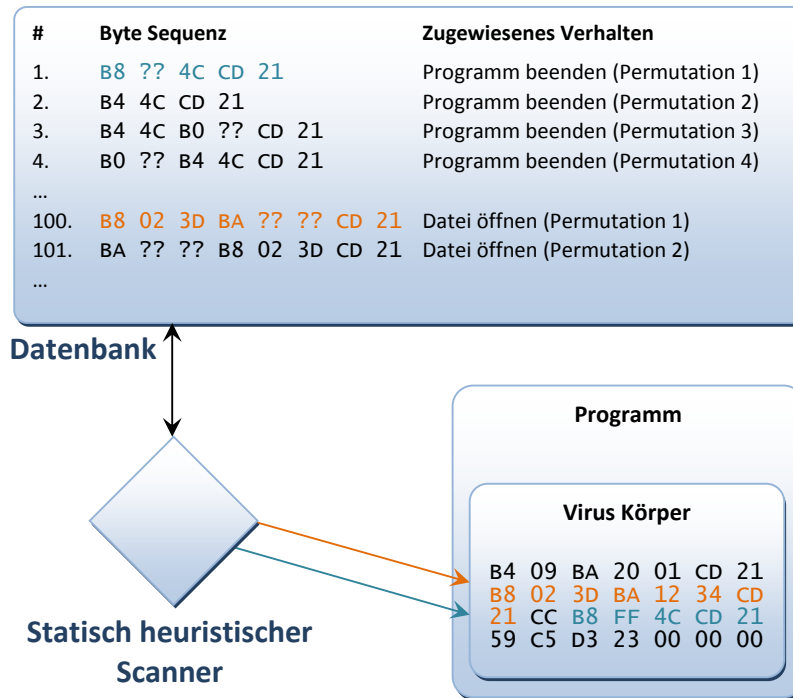 # Byte Sequenz Zugewiesenes Verhalten
1. B8 ?? 4C CD 21 Programm beenden (Permutation 1)
2. B4 4C CD 21 Programm beenden (Permutation 2)
3. B4 4C B0 ?? CD 21 Programm beenden (Permutation 3)
4. B0 ?? B4 4C CD 21 Programm beenden (Permutation 4)
...
100. B8 02 3D BA ?? ?? CD 21 Datei öffnen (Permutation 1)
101. BA ?? ?? B8 02 3D CD 21 Datei öffnen (Permutation 2)
...
Datenbank
Programm
Virus Körper
B4 09 BA 20 01 CD 21
B8 02 3D BA 12 34 CD
21 CC B8 FF 4C CD 21
59 C5 D3 23 00 00 00
Statisch heuristischer
Scanner